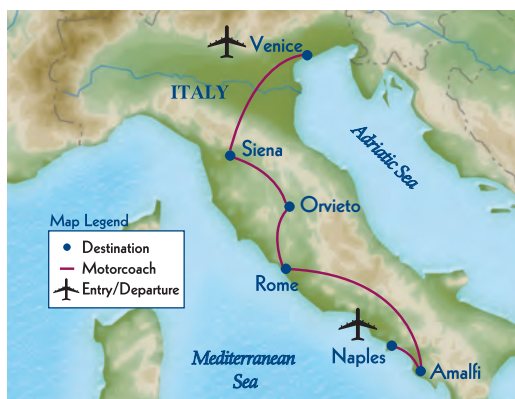 Venice
ITALY
Adriatic Sea
Siena
Orvieto
Map Legend
Destination
Motorcoach
Entry/Departure
Rome
Naples
Amalfi
Mediterranean
Sea